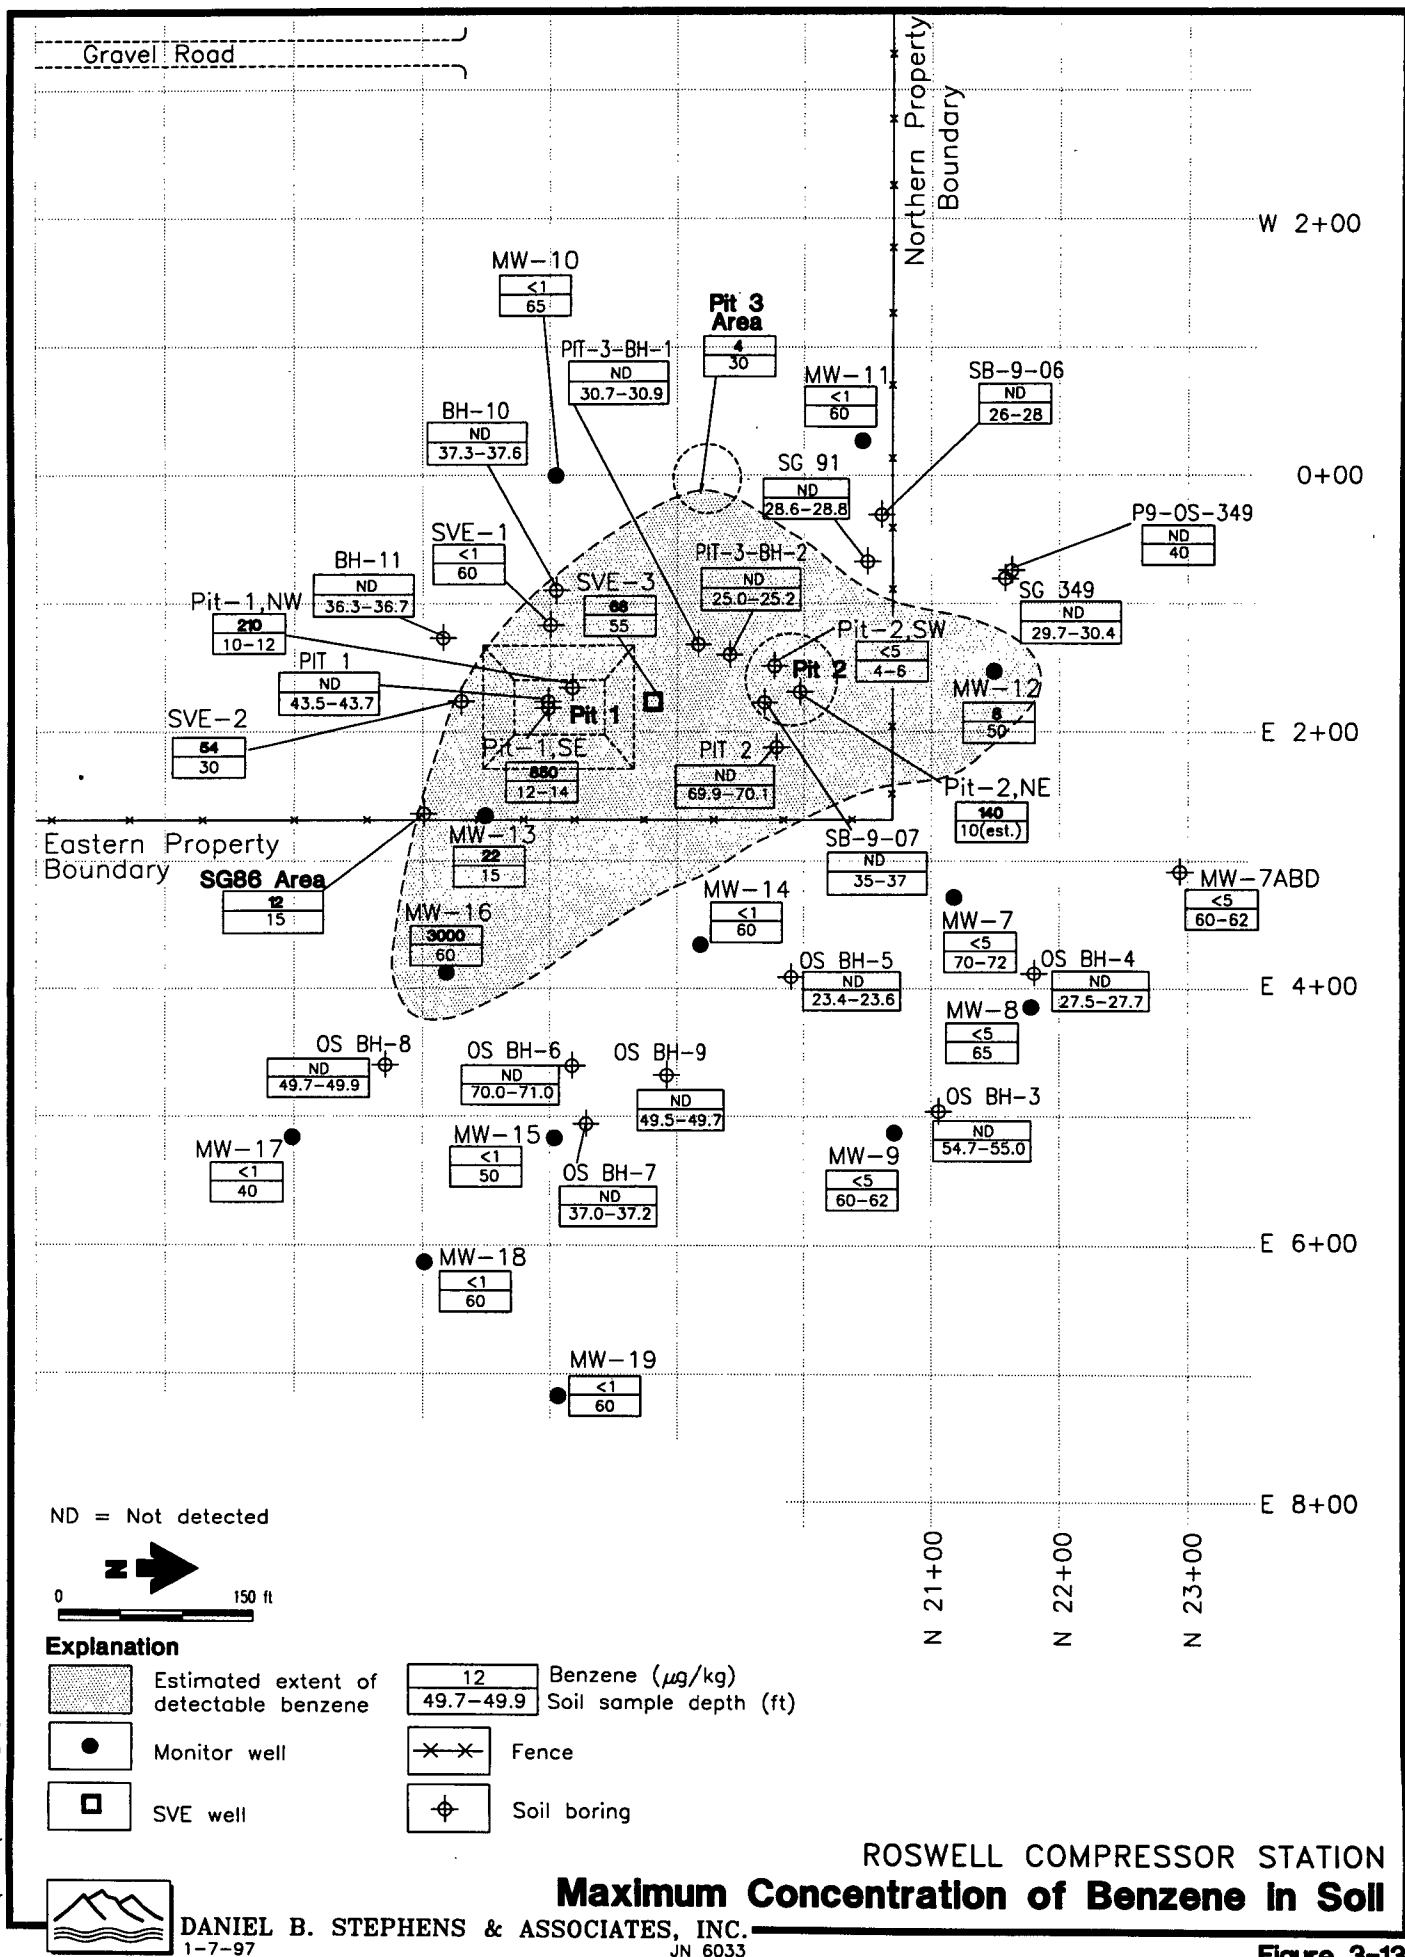 Gravel Road
Northern Property
Boundary
W 2+00
MW-10
<1
65
Pit 3
Area
4
30
PIT-3-BH-1
ND
30.7-30.9
MW-11
<1
60
SB-9-06
ND
26-28
BH-10
ND
37.3-37.6
SG 91
ND
28.6-28.8
0+00
P9-OS-349
ND
40
SVE-1
<1
60
PIT-3-BH-2
ND
25.0-25.2
BH-11
ND
36.3-36.7
SVE-3
68
55
SG 349
ND
29.7-30.4
Pit-1,NW
210
10-12
Pit-2,SW
<5
4-6
PIT 1
ND
43.5-43.7
Pit 2
MW-12
6
50
SVE-2
54
30
Pit 1
E 2+00
Pit-1,SE
12-14
PIT 2
ND
69.9-70.1
Pit-2,NE
140
10(est.)
Eastern Property
Boundary
MW-13
22
15
SB-9-07
ND
35-37
SG86 Area
12
15
MW-14
<1
60
MW-7ABD
<5
60-62
MW-16
3000
60
MW-7
<5
70-72
OS BH-5
ND
23.4-23.6
OS BH-4
ND
27.5-27.7
E 4+00
MW-8
<5
65
OS BH-8
ND
49.7-49.9
OS BH-6
ND
70.0-71.0
OS BH-9
ND
49.5-49.7
OS BH-3
ND
54.7-55.0
MW-17
<1
40
MW-15
<1
50
OS BH-7
ND
37.0-37.2
MW-9
<5
60-62
MW-18
<1
60
E 6+00
MW-19
<1
60
E 8+00
ND = Not detected
N
0 150 ft
N 21+00
N 22+00
N 23+00
Explanation
Estimated extent of
detectable benzene
12
49.7-49.9
Benzene (µg/kg)
Soil sample depth (ft)
Monitor well
Fence
SVE well
Soil boring
ROSWELL COMPRESSOR STATION
Maximum Concentration of Benzene in Soil
DANIEL B. STEPHENS & ASSOCIATES, INC.
1-7-97
JN 6033
Figure 3-13